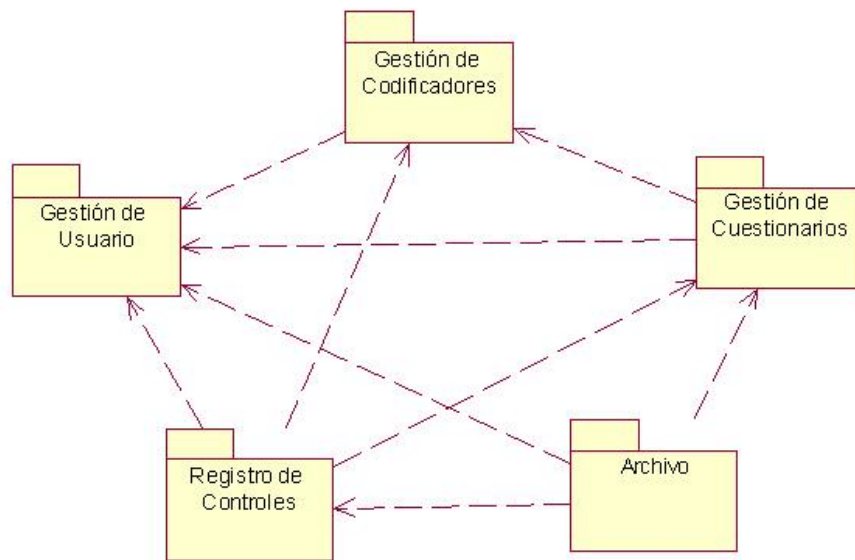 Gestión de
Codificadores
Gestión de
Usuario
Gestión de
Cuestionarios
Registro de
Controles
Archivo